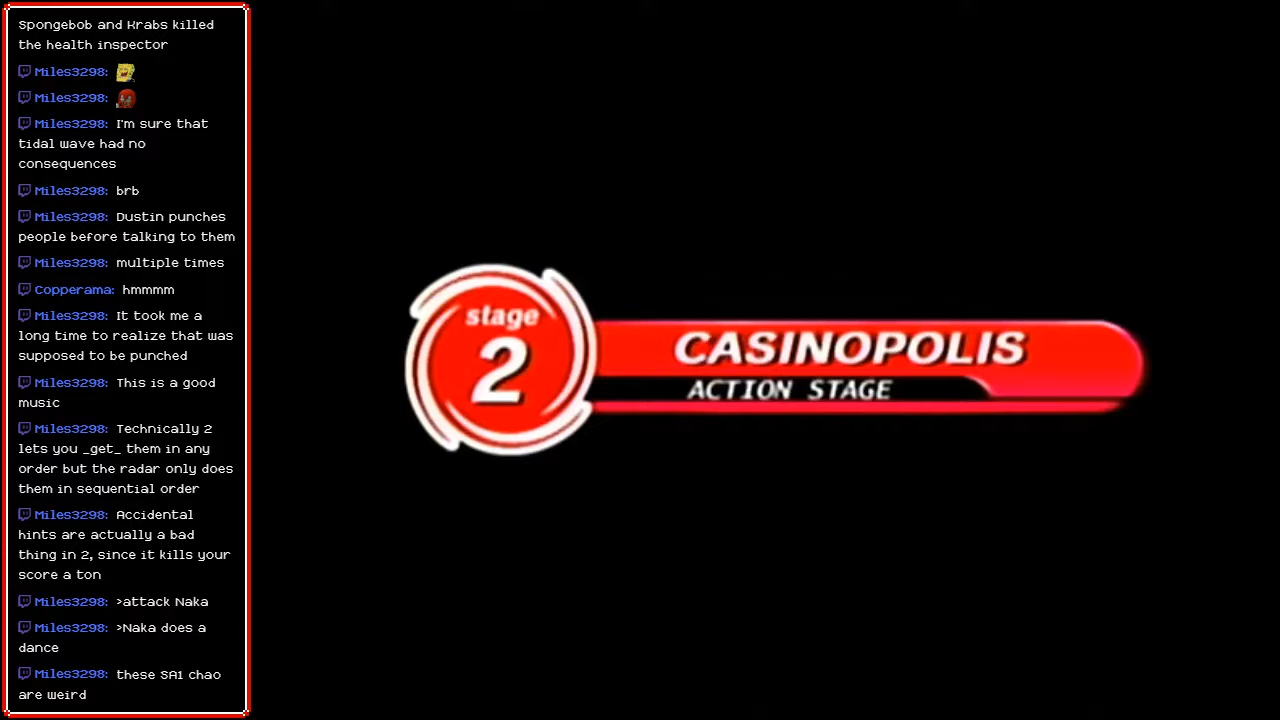 Spongebob and Krabs killed
the health inspector
Miles3298:
Miles3298:
Miles3298: I'm sure that
tidal wave had no
consequences
Miles3298: brb
Miles3298: Dustin punches
people before talking to them
Miles3298: multiple times
Copperama: hmmmm
Miles3298: It took me a
long time to realize that was
supposed to be punched
Miles3298: This is a good
music
Miles3298: Technically 2
lets you _get_ them in any
order but the radar only does
them in sequential order
Miles3298: Accidental
hints are actually a bad
thing in 2, since it kills your
score a ton
Miles3298: >attack Naka
Miles3298: >Naka does a
dance
Miles3298: these SA1 chao
are weird
stage
2
CASINOPOLIS
ACTION STAGE